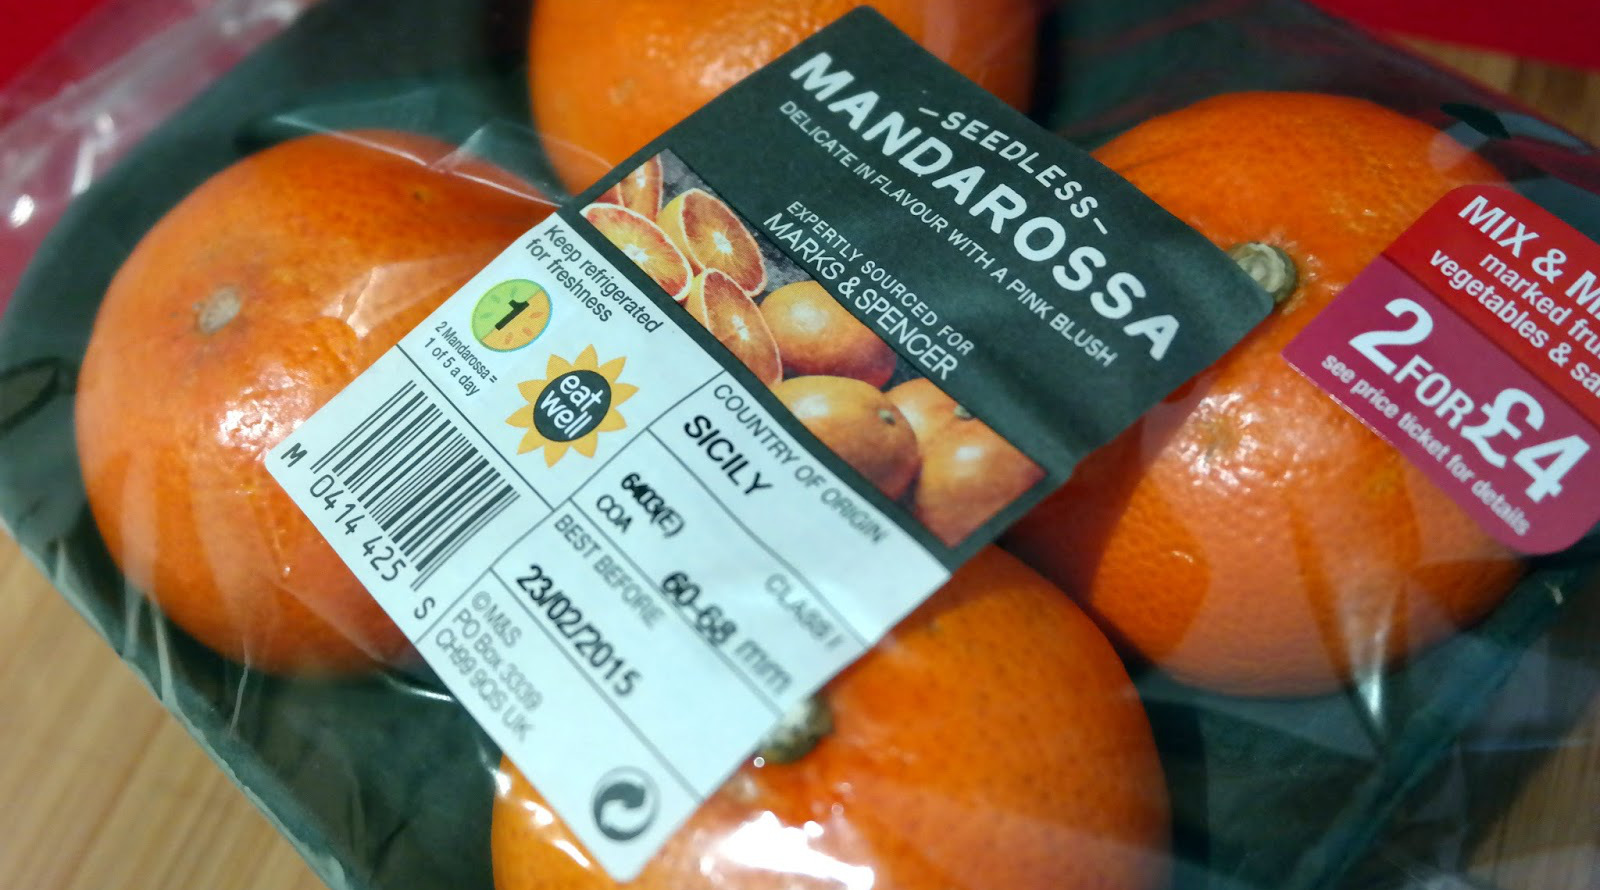 –SEEDLESS–
MANDAROSSA
DELICATE IN FLAVOUR WITH A PINK BLUSH
EXPERTLY SOURCED FOR
MARKS & SPENCER
Keep refrigerated
for freshness
1
2 Mandarossa =
1 of 5 a day
eat
well
COUNTRY OF ORIGIN
SICILY
CLASS I
6403(E)
COA
60-68 mm
BEST BEFORE
23/02/2015
M
0414 425
S
©M&S
PO Box 3339
CH99 9QS UK
MIX & M
marked fru
vegetables & sa
2 FOR £4
see price ticket for details